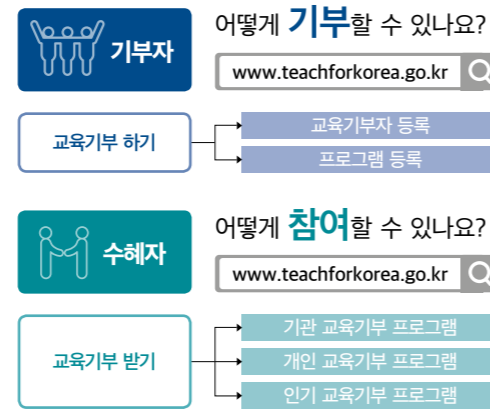 기부자
어떻게 기부할 수 있나요?
www.teachforkorea.go.kr
교육기부 하기
교육기부자 등록
프로그램 등록
수혜자
어떻게 참여할 수 있나요?
www.teachforkorea.go.kr
교육기부 받기
기관 교육기부 프로그램
개인 교육기부 프로그램
인기 교육기부 프로그램